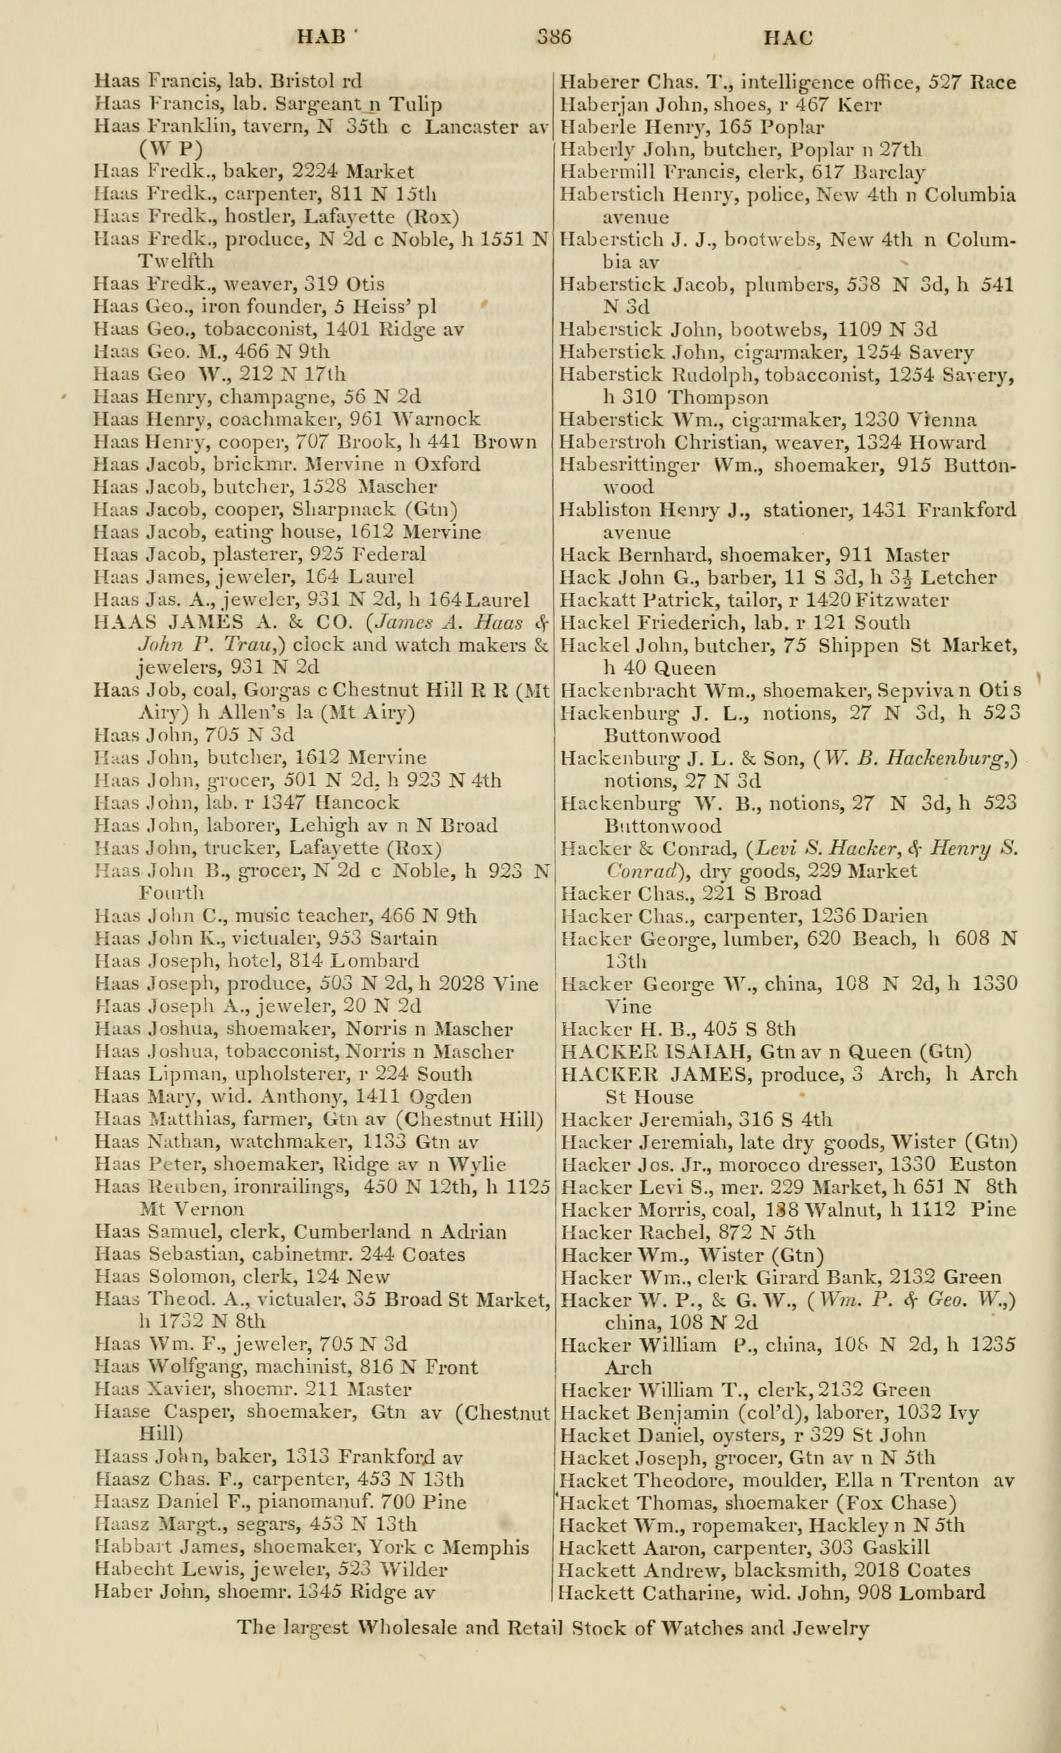 HAB 386 HAC
Haas Francis, lab. Bristol rd
Haas Francis, lab. Sargeant n Tulip
Haas Franklin, tavern, N 35th c Lancaster av
(W P)
Haas Fredk., baker, 2224 Market
Haas Fredk., carpenter, 811 N 15th
Haas Fredk., hostler, Lafayette (Rox)
Haas Fredk., produce, N 2d c Noble, h 1551 N
Twelfth
Haas Fredk., weaver, 319 Otis
Haas Geo., iron founder, 5 Heiss' pl
Haas Geo., tobacconist, 1401 Ridge av
Haas Geo. M., 466 N 9th
Haas Geo W., 212 N 17th
Haas Henry, champagne, 56 N 2d
Haas Henry, coachmaker, 961 Warnock
Haas Henry, cooper, 707 Brook, h 441 Brown
Haas Jacob, brickmr. Mervine n Oxford
Haas Jacob, butcher, 1528 Mascher
Haas Jacob, cooper, Sharpnack (Gtn)
Haas Jacob, eating house, 1612 Mervine
Haas Jacob, plasterer, 925 Federal
Haas James, jeweler, 164 Laurel
Haas Jas. A., jeweler, 931 N 2d, h 164 Laurel
HAAS JAMES A. & CO. (James A. Haas &
John P. Trau,) clock and watch makers &
jewelers, 931 N 2d
Haas Job, coal, Gorgas c Chestnut Hill R R (Mt
Airy) h Allen's la (Mt Airy)
Haas John, 705 N 3d
Haas John, butcher, 1612 Mervine
Haas John, grocer, 501 N 2d, h 923 N 4th
Haas John, lab. r 1347 Hancock
Haas John, laborer, Lehigh av n N Broad
Haas John, trucker, Lafayette (Rox)
Haas John B., grocer, N 2d c Noble, h 923 N
Fourth
Haas John C., music teacher, 466 N 9th
Haas John K., victualer, 953 Sartain
Haas Joseph, hotel, 814 Lombard
Haas Joseph, produce, 503 N 2d, h 2028 Vine
Haas Joseph A., jeweler, 20 N 2d
Haas Joshua, shoemaker, Norris n Mascher
Haas Joshua, tobacconist, Norris n Mascher
Haas Lipman, upholsterer, r 224 South
Haas Mary, wid. Anthony, 1411 Ogden
Haas Matthias, farmer, Gtn av (Chestnut Hill)
Haas Nathan, watchmaker, 1133 Gtn av
Haas Peter, shoemaker, Ridge av n Wylie
Haas Reuben, ironrailings, 450 N 12th, h 1125
Mt Vernon
Haas Samuel, clerk, Cumberland n Adrian
Haas Sebastian, cabinetmr. 244 Coates
Haas Solomon, clerk, 124 New
Haas Theod. A., victualer, 35 Broad St Market,
h 1732 N 8th
Haas Wm. F., jeweler, 705 N 3d
Haas Wolfgang, machinist, 816 N Front
Haas Xavier, shoemr. 211 Master
Haase Casper, shoemaker, Gtn av (Chestnut
Hill)
Haass John, baker, 1313 Frankford av
Haasz Chas. F., carpenter, 453 N 13th
Haasz Daniel F., pianomanuf. 700 Pine
Haasz Margt., segars, 453 N 13th
Habbart James, shoemaker, York c Memphis
Habecht Lewis, jeweler, 523 Wilder
Haber John, shoemr. 1345 Ridge av
Haberer Chas. T., intelligence office, 527 Race
Haberjan John, shoes, r 467 Kerr
Haberle Henry, 165 Poplar
Haberly John, butcher, Poplar n 27th
Habermill Francis, clerk, 617 Barclay
Haberstich Henry, police, New 4th n Columbia
avenue
Haberstich J. J., bootwebs, New 4th n Colum-
bia av
Haberstick Jacob, plumbers, 538 N 3d, h 541
N 3d
Haberstick John, bootwebs, 1109 N 3d
Haberstick John, cigarmaker, 1254 Savery
Haberstick Rudolph, tobacconist, 1254 Savery,
h 310 Thompson
Haberstick Wm., cigarmaker, 1230 Vienna
Haberstroh Christian, weaver, 1324 Howard
Habesrittinger Wm., shoemaker, 915 Button-
wood
Habliston Henry J., stationer, 1431 Frankford
avenue
Hack Bernhard, shoemaker, 911 Master
Hack John G., barber, 11 S 3d, h 3½ Letcher
Hackatt Patrick, tailor, r 1420 Fitzwater
Hackel Friederich, lab. r 121 South
Hackel John, butcher, 75 Shippen St Market,
h 40 Queen
Hackenbracht Wm., shoemaker, Sepviva n Otis
Hackenburg J. L., notions, 27 N 3d, h 523
Buttonwood
Hackenburg J. L. & Son, (W. B. Hackenburg,)
notions, 27 N 3d
Hackenburg W. B., notions, 27 N 3d, h 523
Buttonwood
Hacker & Conrad, (Levi S. Hacker, & Henry S.
Conrad), dry goods, 229 Market
Hacker Chas., 221 S Broad
Hacker Chas., carpenter, 1236 Darien
Hacker George, lumber, 620 Beach, h 608 N
13th
Hacker George W., china, 108 N 2d, h 1330
Vine
Hacker H. B., 405 S 8th
HACKER ISAIAH, Gtn av n Queen (Gtn)
HACKER JAMES, produce, 3 Arch, h Arch
St House
Hacker Jeremiah, 316 S 4th
Hacker Jeremiah, late dry goods, Wister (Gtn)
Hacker Jos. Jr., morocco dresser, 1330 Euston
Hacker Levi S., mer. 229 Market, h 651 N 8th
Hacker Morris, coal, 138 Walnut, h 1112 Pine
Hacker Rachel, 872 N 5th
Hacker Wm., Wister (Gtn)
Hacker Wm., clerk Girard Bank, 2132 Green
Hacker W. P., & G. W., (Wm. P. & Geo. W.,)
china, 108 N 2d
Hacker William P., china, 108 N 2d, h 1235
Arch
Hacker William T., clerk, 2132 Green
Hacket Benjamin (col'd), laborer, 1032 Ivy
Hacket Daniel, oysters, r 329 St John
Hacket Joseph, grocer, Gtn av n N 5th
Hacket Theodore, moulder, Ella n Trenton av
Hacket Thomas, shoemaker (Fox Chase)
Hacket Wm., ropemaker, Hackley n N 5th
Hackett Aaron, carpenter, 303 Gaskill
Hackett Andrew, blacksmith, 2018 Coates
Hackett Catharine, wid. John, 908 Lombard
The largest Wholesale and Retail Stock of Watches and Jewelry